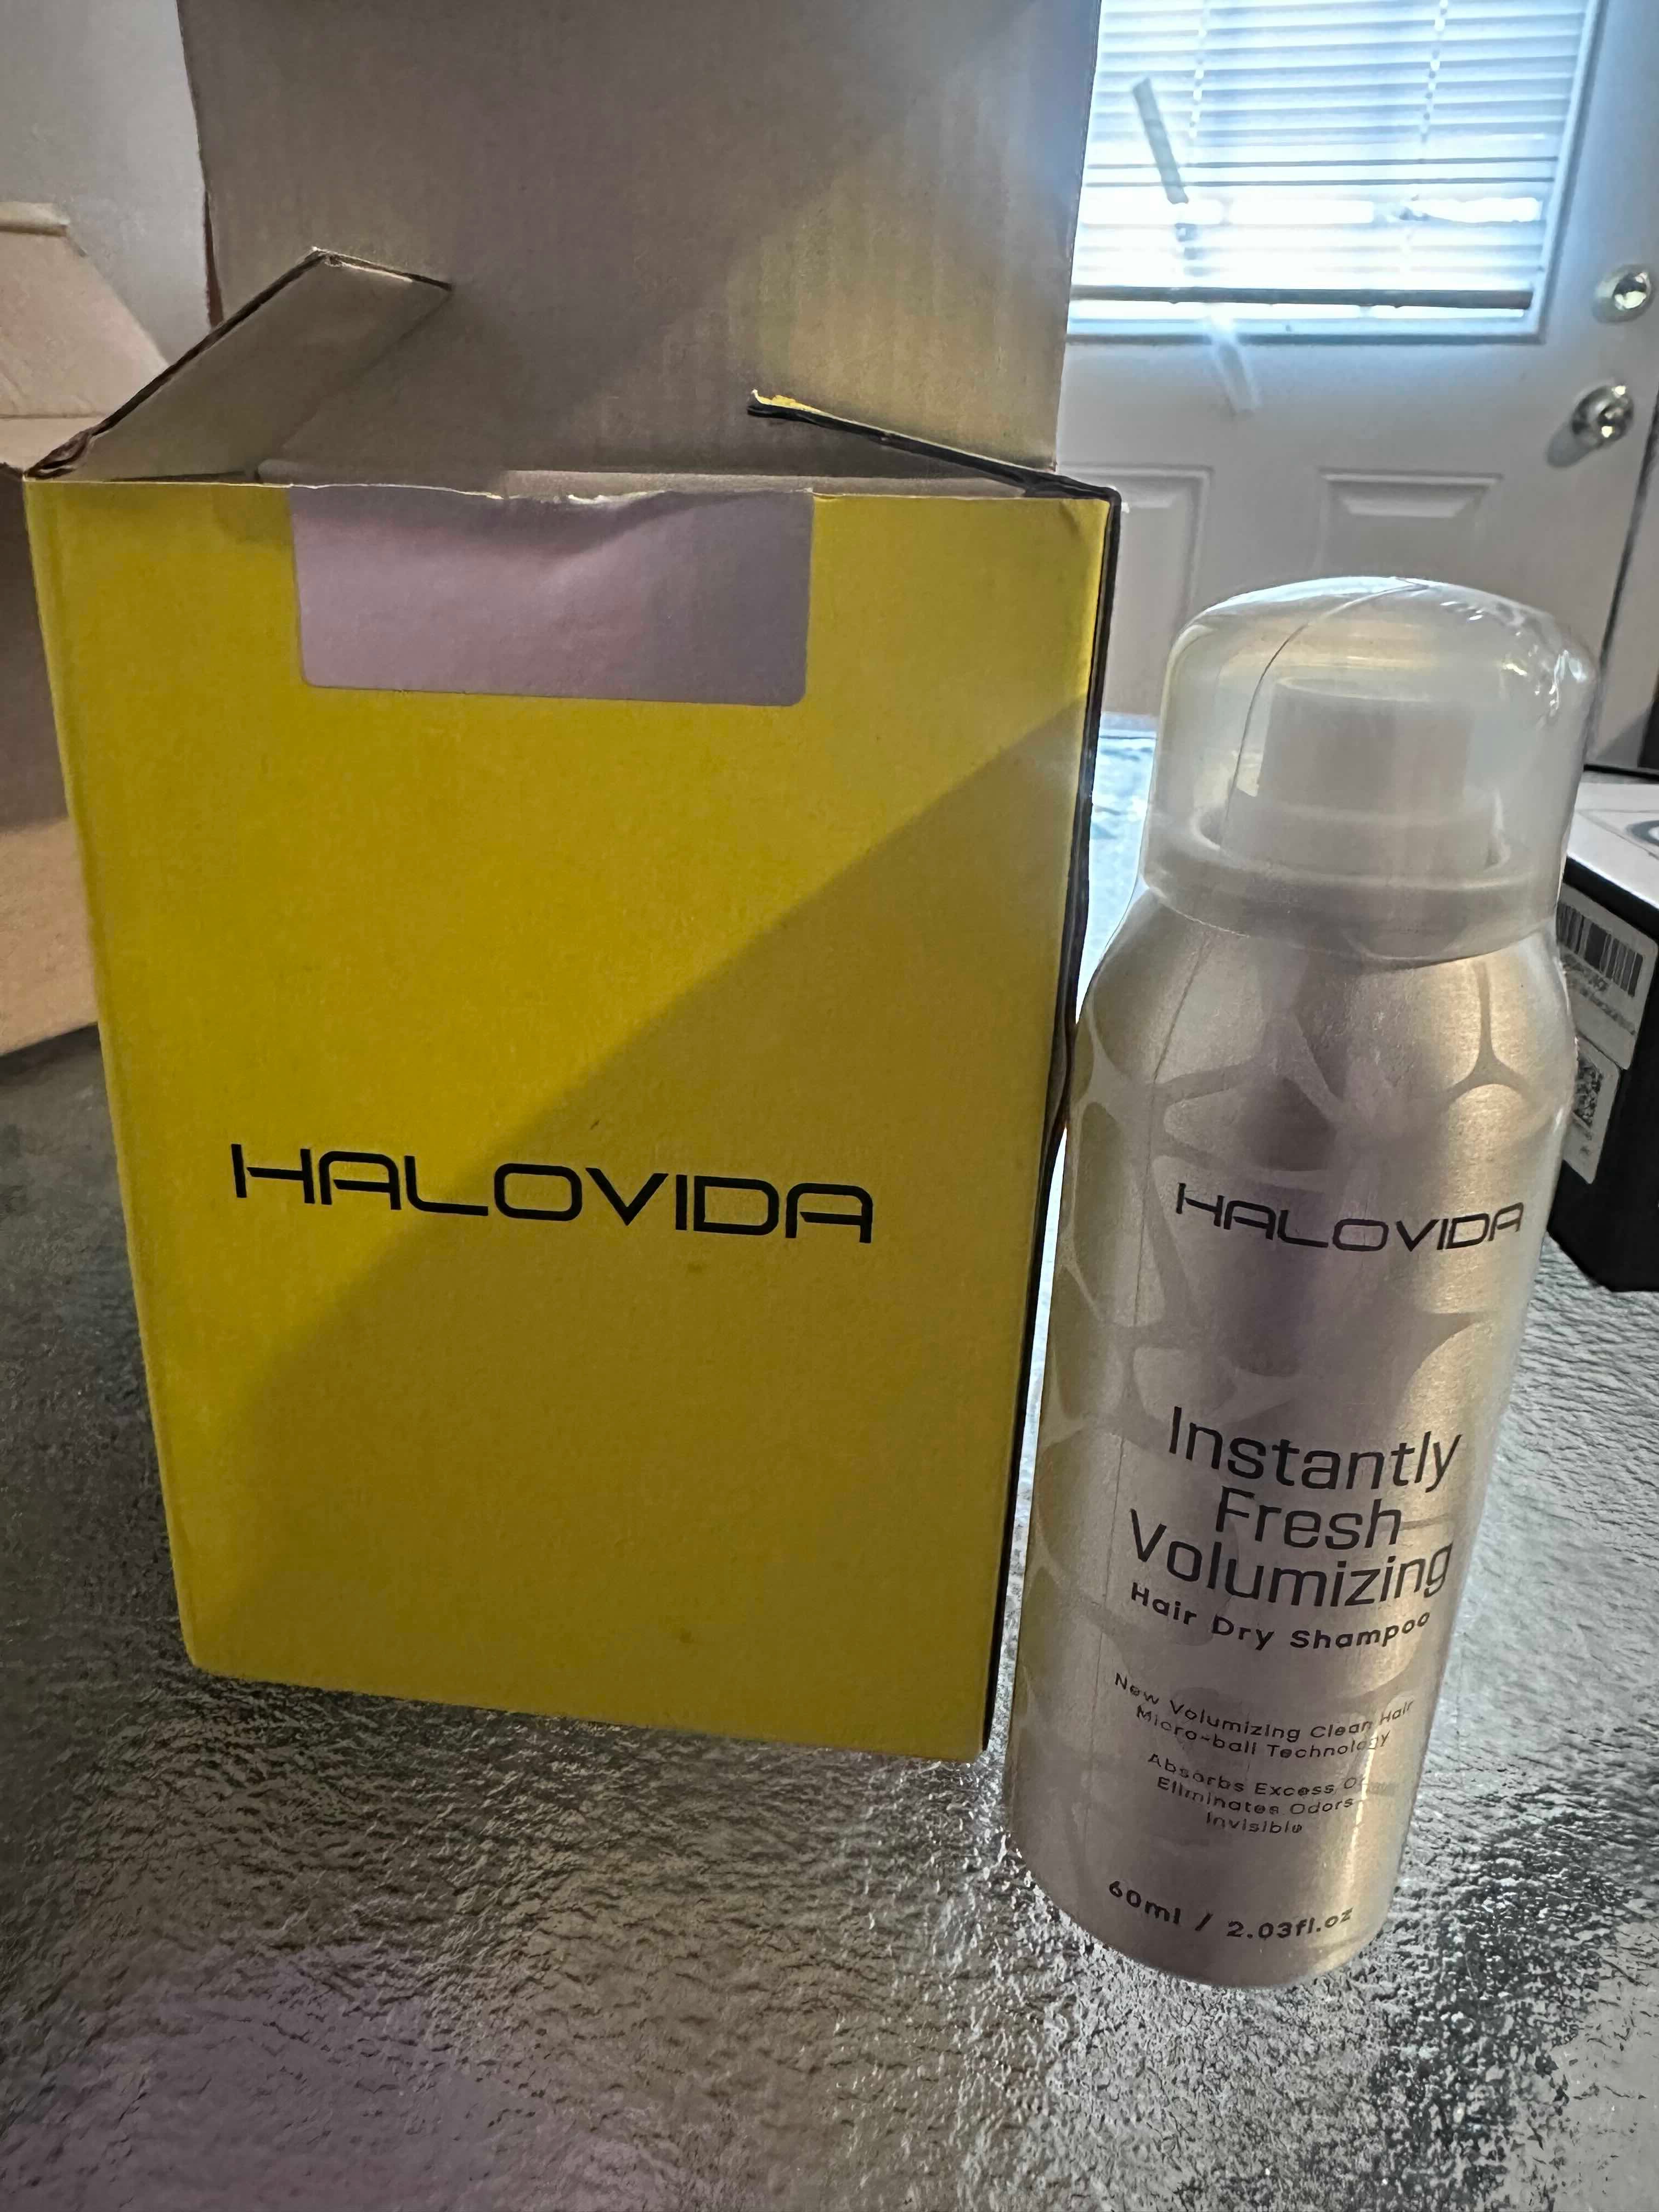 HALOVIDA
HALOVIDA
Instantly
Fresh
Volumizing
Hair Dry Shampoo
New Volumizing Clean Hair
Micro-ball Technology
Absorbs Excess
Eliminates Odors
Invisible
60ml / 2.03fl.oz